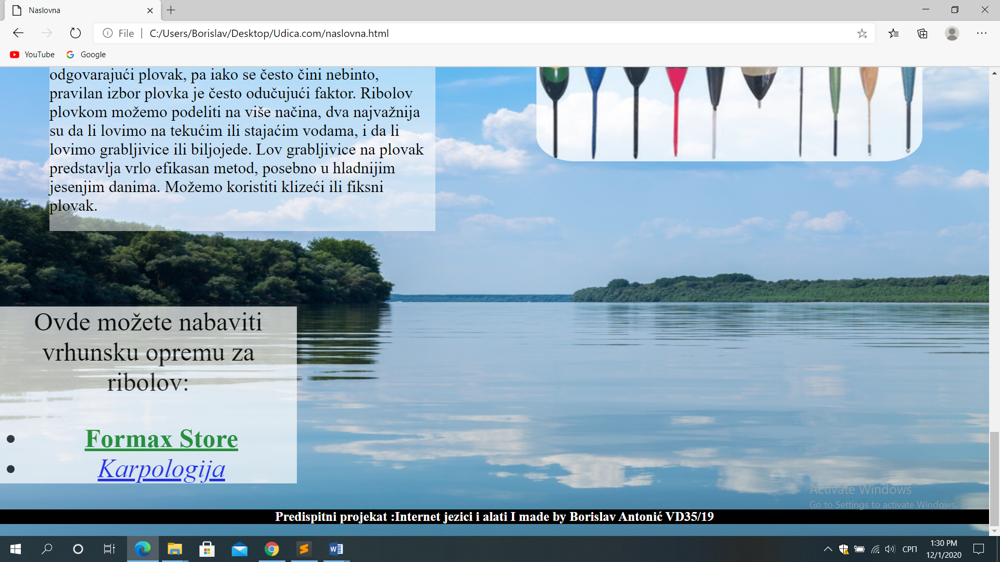 Naslovna
File
C:/Users/Borislav/Desktop/Udica.com/naslovna.html
YouTube
Google
odgovarajući plovak, pa iako se često čini nebinto,
pravilan izbor plovka je često odučujući faktor. Ribolov
plovkom možemo podeliti na više načina, dva najvažnija
su da li lovimo na tekućim ili stajaćim vodama, i da li
lovimo grabljivice ili biljojede. Lov grabljivice na plovak
predstavlja vrlo efikasan metod, posebno u hladnijim
jesenjim danima. Možemo koristiti klizeći ili fiksni
plovak.
Ovde možete nabaviti
vrhunsku opremu za
ribolov:
Formax Store
Karpologija
Activate Windows
Go to Settings to activate Windows.
Predispitni projekat :Internet jezici i alati I made by Borislav Antonić VD35/19
СРП
1:30 PM
12/1/2020